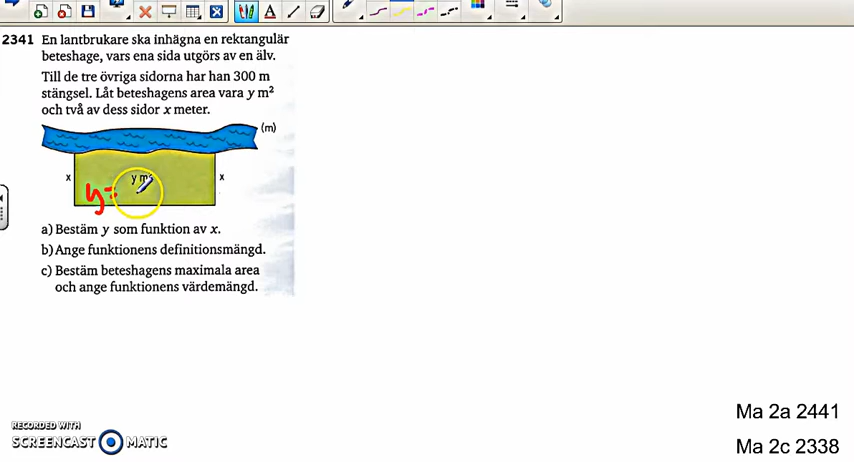 2341 En lantbrukare ska inhägna en rektangulär
beteshage, vars ena sida utgörs av en älv.
Till de tre övriga sidorna har han 300 m
stängsel. Låt beteshagens area vara y m²
och två av dess sidor x meter.
(m)
x y m² x
y=
a) Bestäm y som funktion av x.
b) Ange funktionens definitionsmängd.
c) Bestäm beteshagens maximala area
och ange funktionens värdemängd.
Ma 2a 2441
Ma 2c 2338
RECORDED WITH
SCREENCAST MATIC